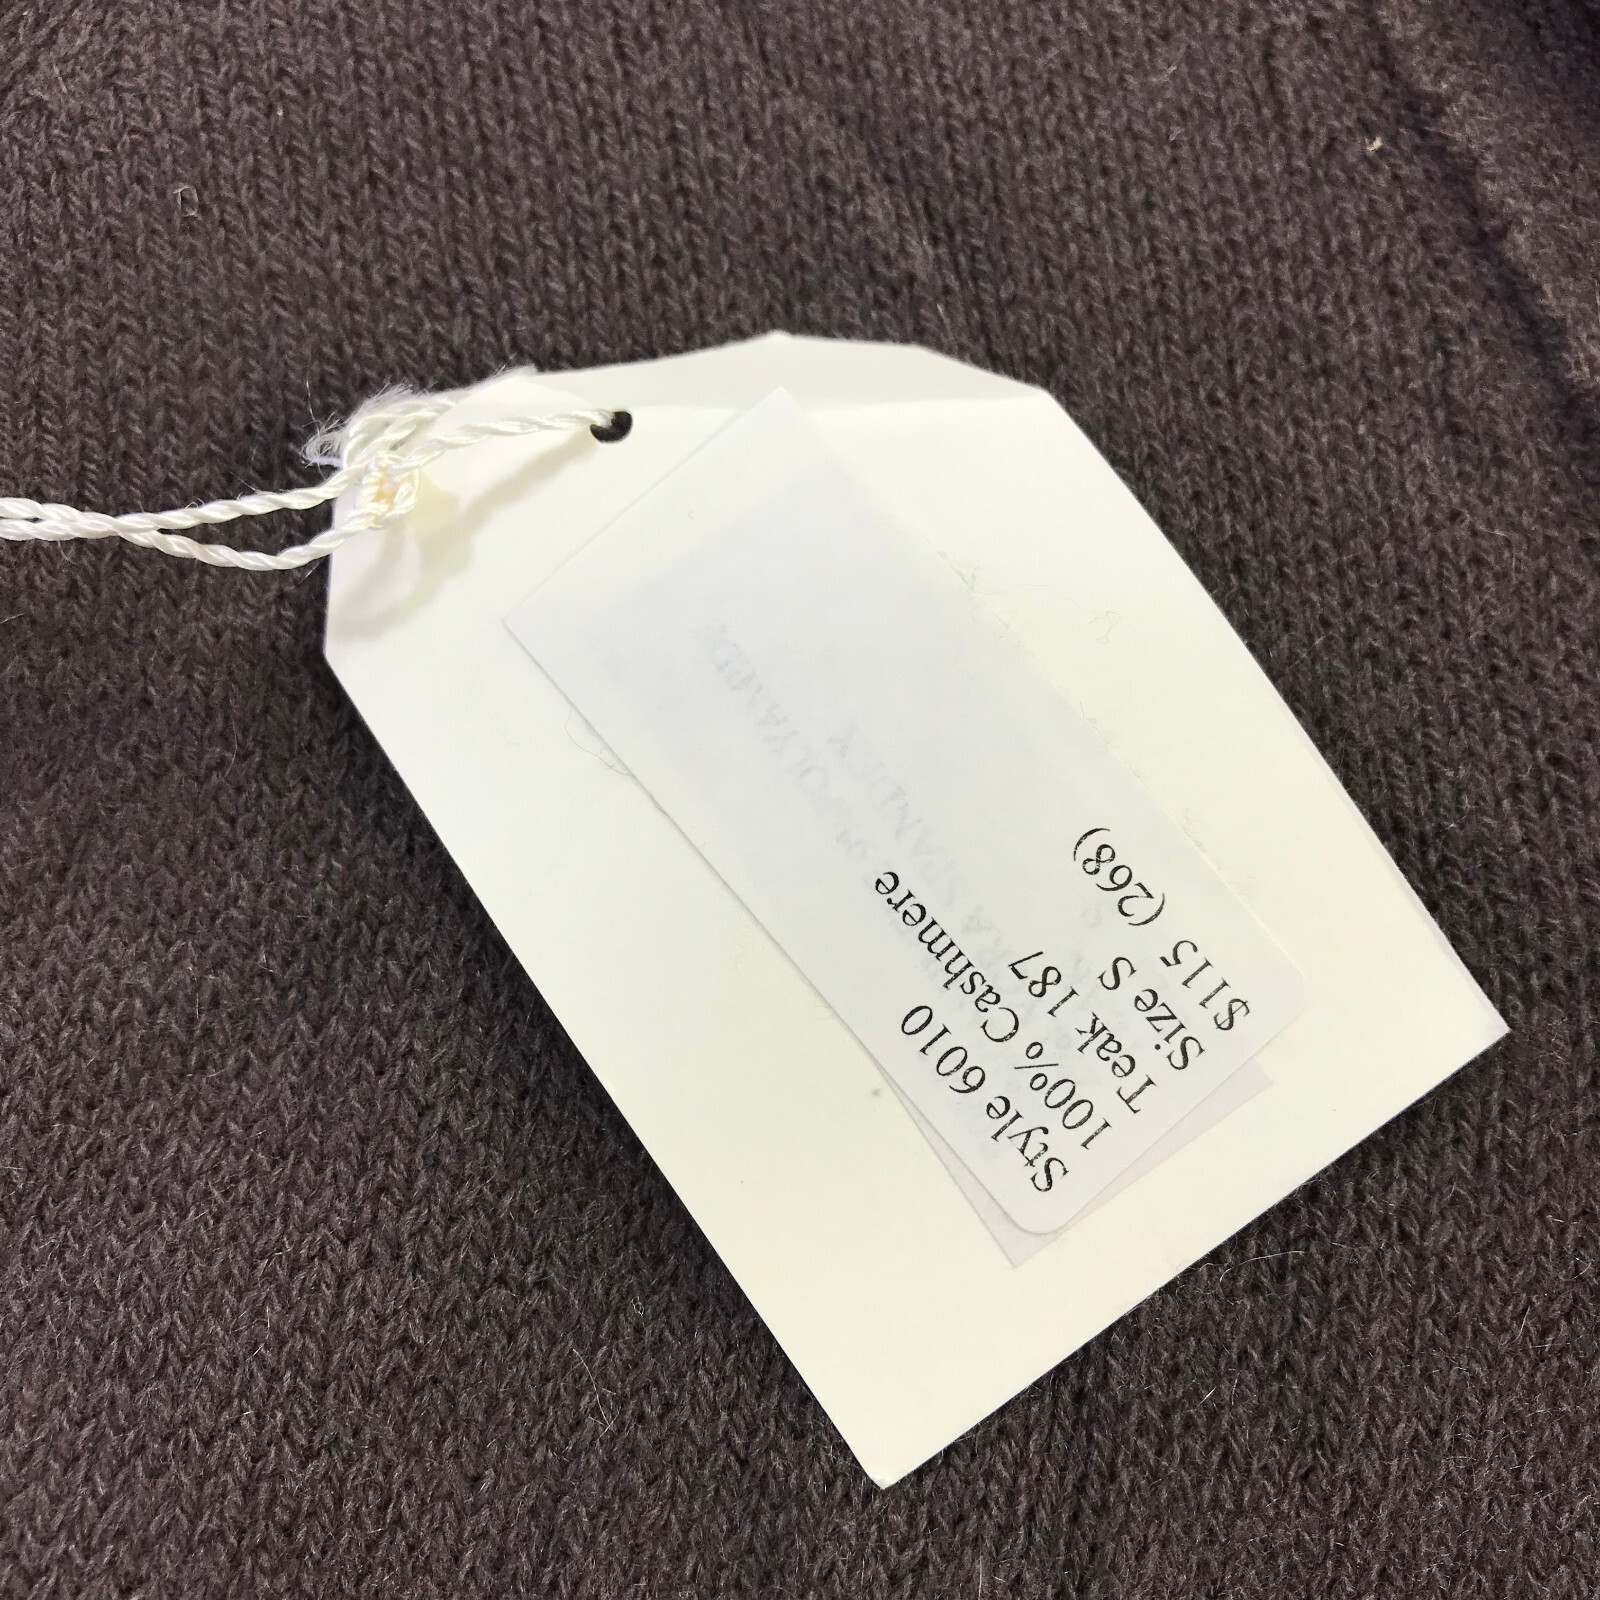 Style 6010
100% Cashmere
Teak 187
Size S
$115 (268)